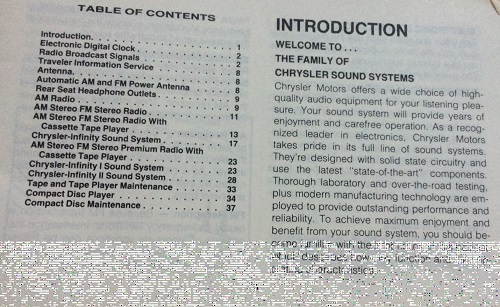 TABLE OF CONTENTS
Introduction. . . . . . . . . . . . . . . . . . . . . . . . 1
Electronic Digital Clock . . . . . . . . . . . . . . . . 2
Radio Broadcast Signals . . . . . . . . . . . . . . . 2
Traveler Information Service . . . . . . . . . . . . 8
Antenna. . . . . . . . . . . . . . . . . . . . . . . . . . . 8
Automatic AM and FM Power Antenna . . . . 8
Rear Seat Headphone Outlets . . . . . . . . . . . 9
AM Radio . . . . . . . . . . . . . . . . . . . . . . . . . . 9
AM Stereo FM Stereo Radio . . . . . . . . . . . . 11
AM Stereo FM Stereo Radio With
Cassette Tape Player . . . . . . . . . . . . . . . . 13
Chrysler-Infinity Sound System . . . . . . . . . . 17
AM Stereo FM Stereo Premium Radio With
Cassette Tape Player . . . . . . . . . . . . . . . . 23
Chrysler-Infinity I Sound System . . . . . . . . . 23
Chrysler-Infinity II Sound System . . . . . . . . 28
Tape and Tape Player Maintenance . . . . . . . 33
Compact Disc Player . . . . . . . . . . . . . . . . . . 34
Compact Disc Maintenance . . . . . . . . . . . . . 37
INTRODUCTION
WELCOME TO . . .
THE FAMILY OF
CHRYSLER SOUND SYSTEMS
Chrysler Motors offers a wide choice of high-
quality audio equipment for your listening plea-
sure. Your sound system will provide years of
enjoyment and careful operation. As a recog-
nized leader in electronics, Chrysler Motors
takes pride in its full line of sound systems.
They're designed with solid state circuitry and
use the latest "state-of-the-art" components.
Thorough laboratory and over-the-road testing,
plus modern manufacturing technology are em-
ployed to provide outstanding performance and
reliability. To achieve maximum enjoyment and
benefit from your sound system, you should be-
with the
how function and
characteristics.